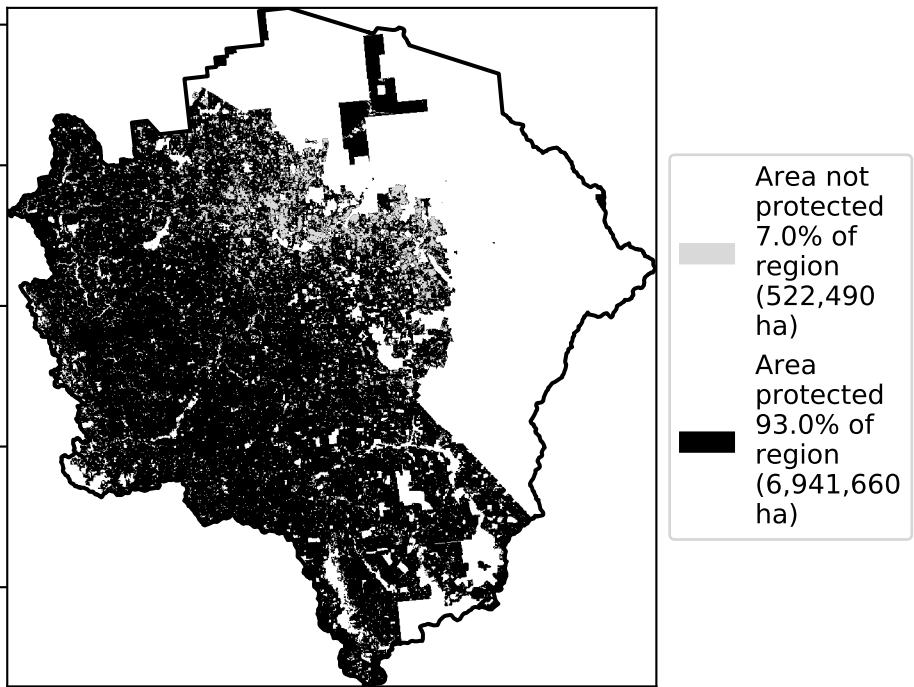 Area not
protected
7.0% of
region
(522,490
ha)
Area
protected
93.0% of
region
(6,941,660
ha)